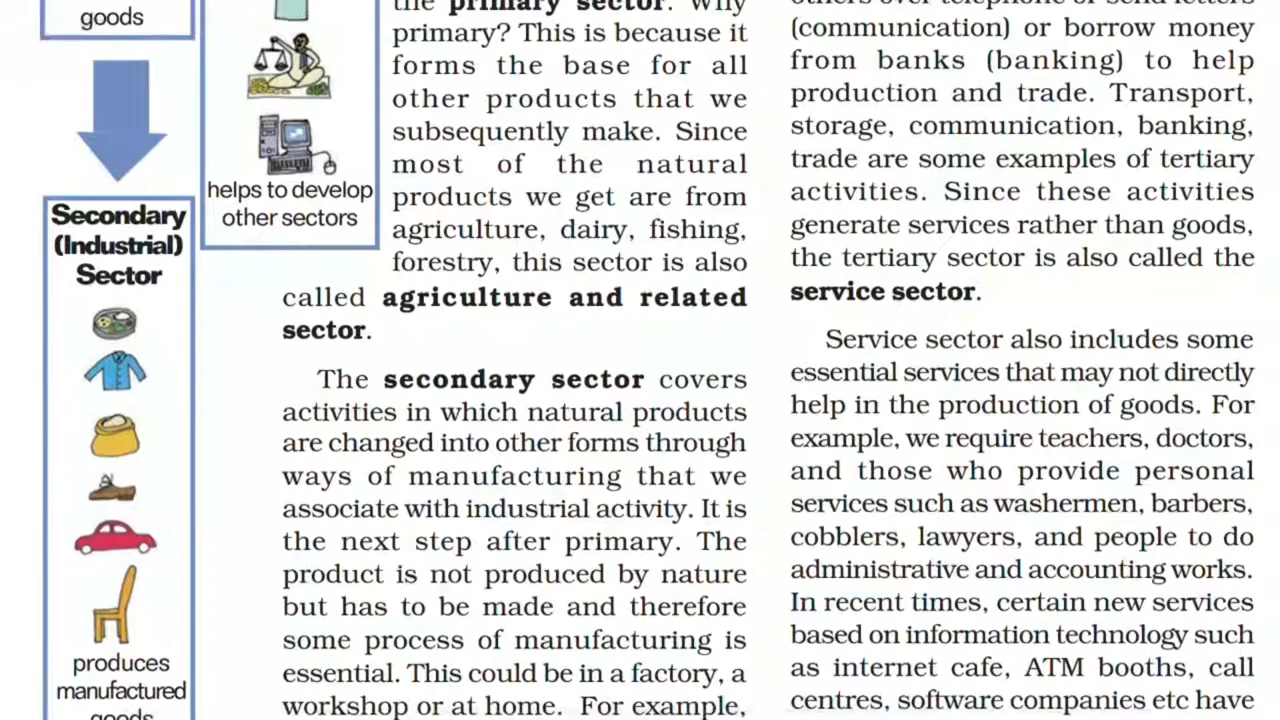 goods
helps to develop
other sectors
Secondary
(Industrial)
Sector
produces
manufactured
goods
the primary sector. Why
primary? This is because it
forms the base for all
other products that we
subsequently make. Since
most of the natural
products we get are from
agriculture, dairy, fishing,
forestry, this sector is also
called agriculture and related
sector.
The secondary sector covers
activities in which natural products
are changed into other forms through
ways of manufacturing that we
associate with industrial activity. It is
the next step after primary. The
product is not produced by nature
but has to be made and therefore
some process of manufacturing is
essential. This could be in a factory, a
workshop or at home. For example,
others over telephone or send letters
(communication) or borrow money
from banks (banking) to help
production and trade. Transport,
storage, communication, banking,
trade are some examples of tertiary
activities. Since these activities
generate services rather than goods,
the tertiary sector is also called the
service sector.
Service sector also includes some
essential services that may not directly
help in the production of goods. For
example, we require teachers, doctors,
and those who provide personal
services such as washermen, barbers,
cobblers, lawyers, and people to do
administrative and accounting works.
In recent times, certain new services
based on information technology such
as internet cafe, ATM booths, call
centres, software companies etc have